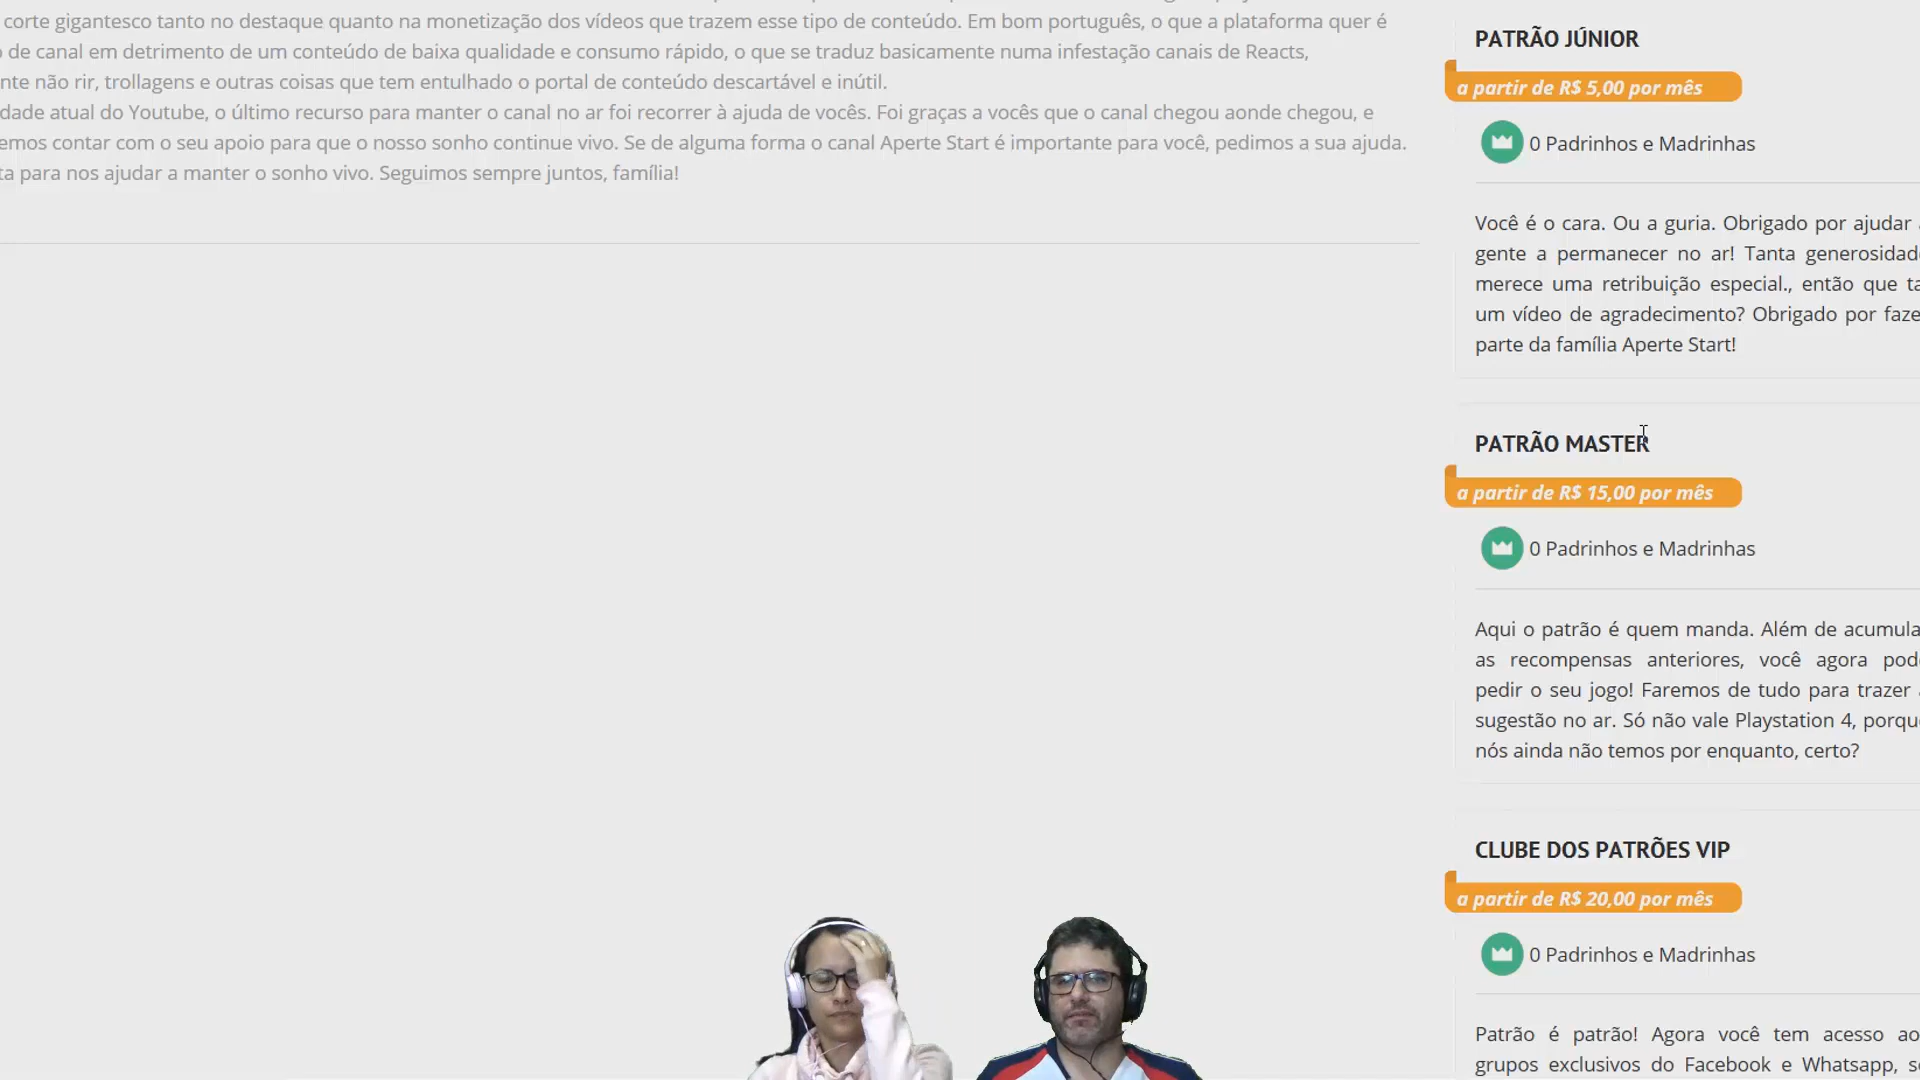 corte gigantesco tanto no destaque quanto na monetização dos vídeos que trazem esse tipo de conteúdo. Em bom português, o que a plataforma quer é
de canal em detrimento de um conteúdo de baixa qualidade e consumo rápido, o que se traduz basicamente numa infestação canais de Reacts,
nte não rir, trollagens e outras coisas que tem entulhado o portal de conteúdo descartável e inútil.
dade atual do Youtube, o último recurso para manter o canal no ar foi recorrer à ajuda de vocês. Foi graças a vocês que o canal chegou aonde chegou, e
emos contar com o seu apoio para que o nosso sonho continue vivo. Se de alguma forma o canal Aperte Start é importante para você, pedimos a sua ajuda.
ta para nos ajudar a manter o sonho vivo. Seguimos sempre juntos, família!
PATRÃO JÚNIOR
a partir de R$ 5,00 por mês
0 Padrinhos e Madrinhas
Você é o cara. Ou a guria. Obrigado por ajudar
gente a permanecer no ar! Tanta generosidad
merece uma retribuição especial., então que ta
um vídeo de agradecimento? Obrigado por faze
parte da família Aperte Start!
PATRÃO MASTER
a partir de R$ 15,00 por mês
0 Padrinhos e Madrinhas
Aqui o patrão é quem manda. Além de acumula
as recompensas anteriores, você agora pod
pedir o seu jogo! Faremos de tudo para trazer
sugestão no ar. Só não vale Playstation 4, porqu
nós ainda não temos por enquanto, certo?
CLUBE DOS PATRÕES VIP
a partir de R$ 20,00 por mês
0 Padrinhos e Madrinhas
Patrão é patrão! Agora você tem acesso ao
grupos exclusivos do Facebook e Whatsapp, s